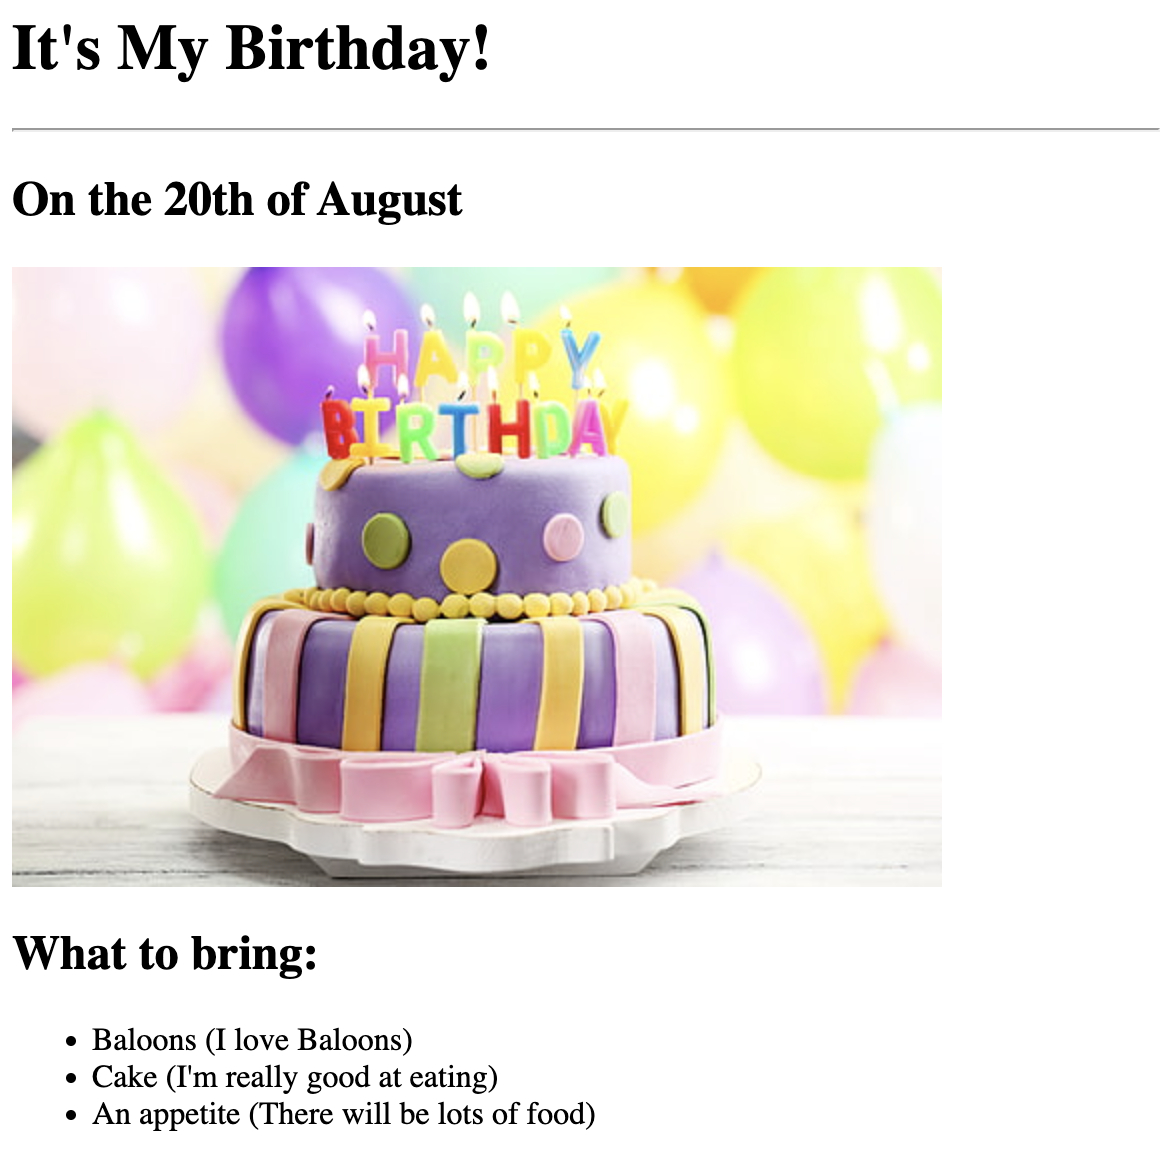 It's My Birthday!
On the 20th of August
HAPPY
BIRTHDAY
What to bring:
Baloons (I love Baloons)
Cake (I'm really good at eating)
An appetite (There will be lots of food)